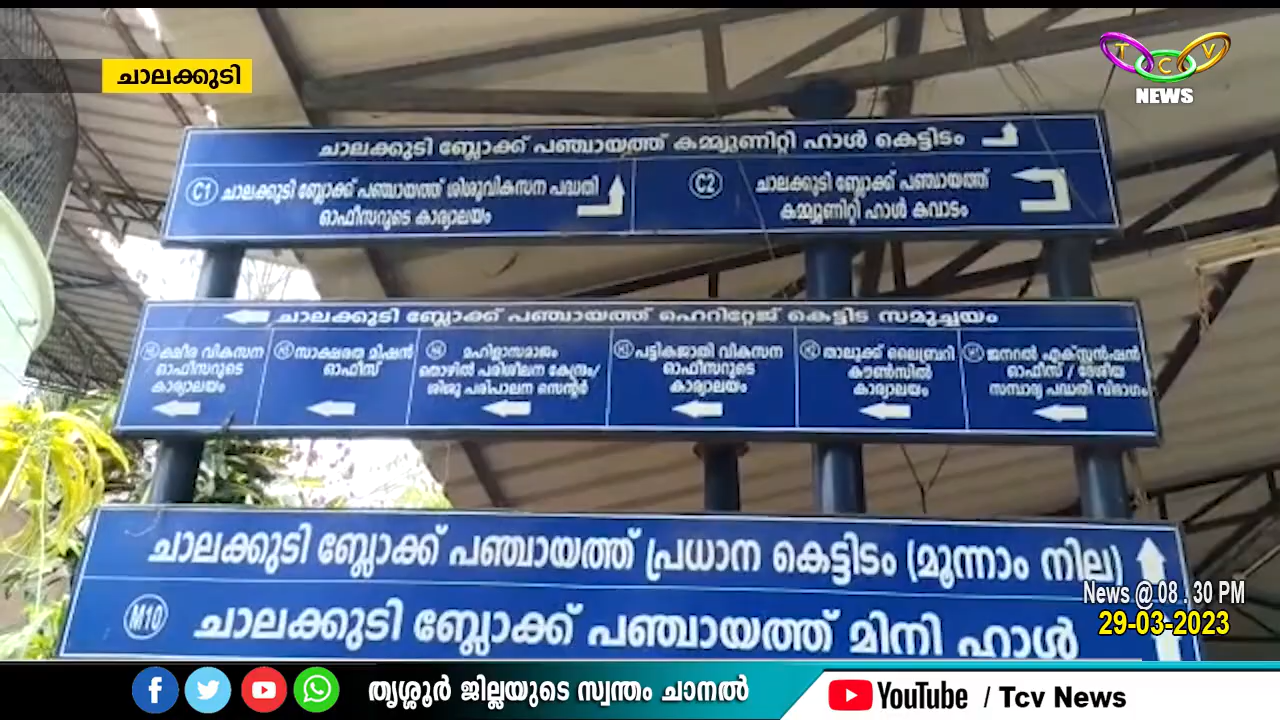 ചാലക്കുടി
T C V
NEWS
ചാലക്കുടി ബ്ലോക്ക് പഞ്ചായത്ത് കമ്മ്യൂണിറ്റി ഹാൾ കെട്ടിടം
C1 ചാലക്കുടി ബ്ലോക്ക് പഞ്ചായത്ത് ശിശുവികസന പദ്ധതി
ഓഫീസറുടെ കാര്യാലയം
C2 ചാലക്കുടി ബ്ലോക്ക് പഞ്ചായത്ത്
കമ്മ്യൂണിറ്റി ഹാൾ കവാടം
ചാലക്കുടി ബ്ലോക്ക് പഞ്ചായത്ത് ഹെറിറ്റേജ് കെട്ടിട സമുച്ചയം
ക്ഷീര വികസന
ഓഫീസറുടെ
കാര്യാലയം
സാക്ഷരതാ മിഷൻ
ഓഫീസ്
മഹിളാസമാജം
തൊഴിൽ പരിശീലന കേന്ദ്രം/
ശിശു പരിപാലന സെന്റർ
പട്ടികജാതി വികസന
ഓഫീസറുടെ
കാര്യാലയം
താലൂക്ക് ലൈബ്രറി
കൗൺസിൽ
കാര്യാലയം
ജനറൽ എക്സ്റ്റൻഷൻ
ഓഫീസ് / ദേശീയ
സമ്പാദ്യ പദ്ധതി വിഭാഗം
ചാലക്കുടി ബ്ലോക്ക് പഞ്ചായത്ത് പ്രധാന കെട്ടിടം (മൂന്നാം നില)
M10 ചാലക്കുടി ബ്ലോക്ക് പഞ്ചായത്ത് മിനി ഹാൾ
News @ 08 . 30 PM
29-03-2023
തൃശ്ശൂർ ജില്ലയുടെ സ്വന്തം ചാനൽ
YouTube / Tcv News